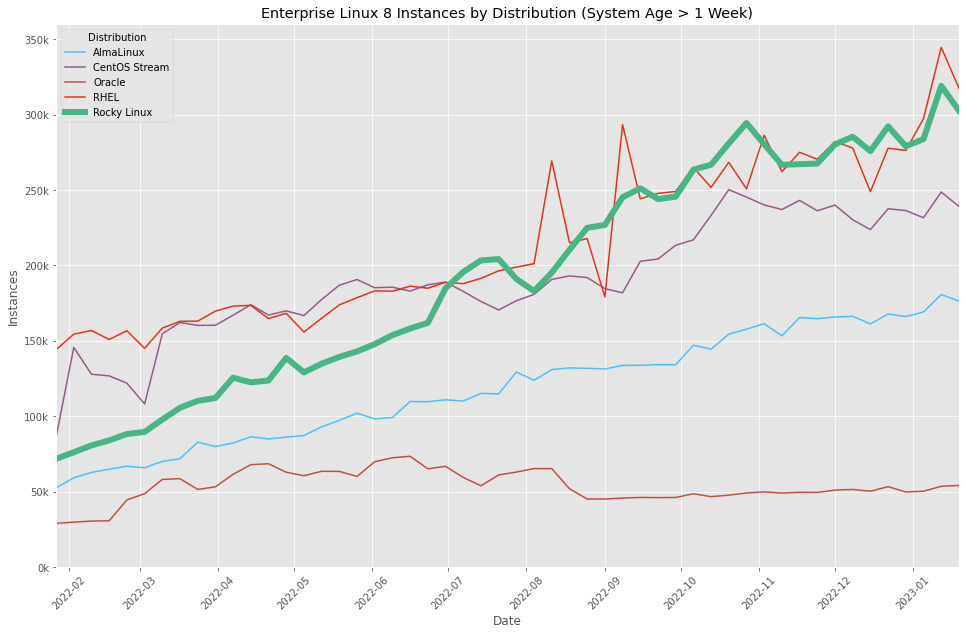 Enterprise Linux 8 Instances by Distribution (System Age > 1 Week)
Distribution
AlmaLinux
CentOS Stream
Oracle
RHEL
Rocky Linux
350k
300k
250k
200k
150k
100k
50k
0k
Instances
2022-02
2022-03
2022-04
2022-05
2022-06
2022-07
2022-08
2022-09
2022-10
2022-11
2022-12
2023-01
Date